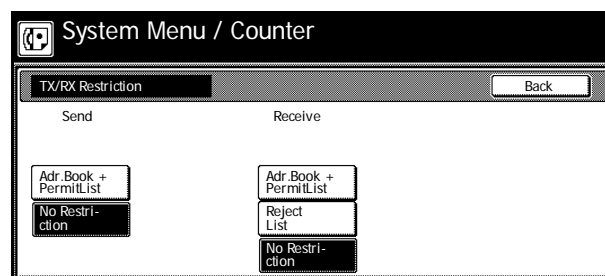 System Menu / Counter
TX/RX Restriction
Back
Send
Receive
Adr.Book +
PermitList
No Restri-
ction
Adr.Book +
PermitList
Reject
List
No Restri-
ction